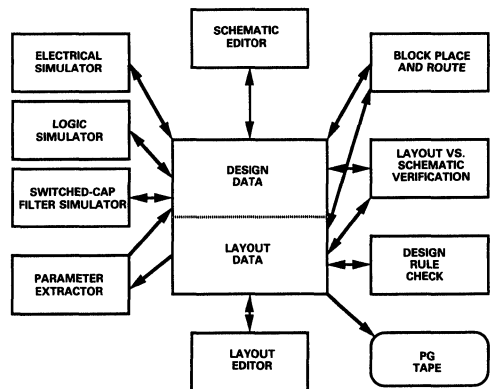 SCHEMATIC
EDITOR
ELECTRICAL
SIMULATOR
BLOCK PLACE
AND ROUTE
LOGIC
SIMULATOR
DESIGN
DATA
LAYOUT VS.
SCHEMATIC
VERIFICATION
SWITCHED-CAP
FILTER SIMULATOR
LAYOUT
DATA
PARAMETER
EXTRACTOR
DESIGN
RULE
CHECK
LAYOUT
EDITOR
PG
TAPE